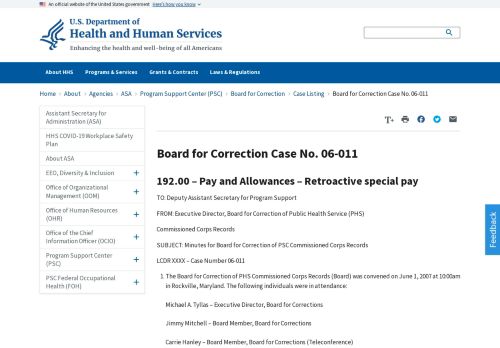 An official website of the United States government Here's how you know
U.S. Department of
Health and Human Services
Enhancing the health and well-being of all Americans
About HHS Programs & Services Grants & Contracts Laws & Regulations
Home › About › Agencies › ASA › Program Support Center (PSC) › Board for Correction › Case Listing › Board for Correction Case No. 06-011
Assistant Secretary for
Administration (ASA)
HHS COVID-19 Workplace Safety
Plan
About ASA
EEO, Diversity & Inclusion +
Office of Organizational
Management (OOM) +
Office of Human Resources
(OHR) +
Office of the Chief
Information Officer (OCIO) +
Program Support Center
(PSC) +
PSC Federal Occupational
Health (FOH) +
T+
Board for Correction Case No. 06-011
192.00 – Pay and Allowances – Retroactive special pay
TO: Deputy Assistant Secretary for Program Support
FROM: Executive Director, Board for Correction of Public Health Service (PHS)
Commissioned Corps Records
SUBJECT: Minutes for Board for Correction of PSC Commissioned Corps Records
LCDR XXXX – Case Number 06-011
1. The Board for Correction of PHS Commissioned Corps Records (Board) was convened on June 1, 2007 at 10:00am
in Rockville, Maryland. The following individuals were in attendance:
Michael A. Tyllas – Executive Director, Board for Corrections
Jimmy Mitchell – Board Member, Board for Corrections
Carrie Hanley – Board Member, Board for Corrections (Teleconference)
Feedback